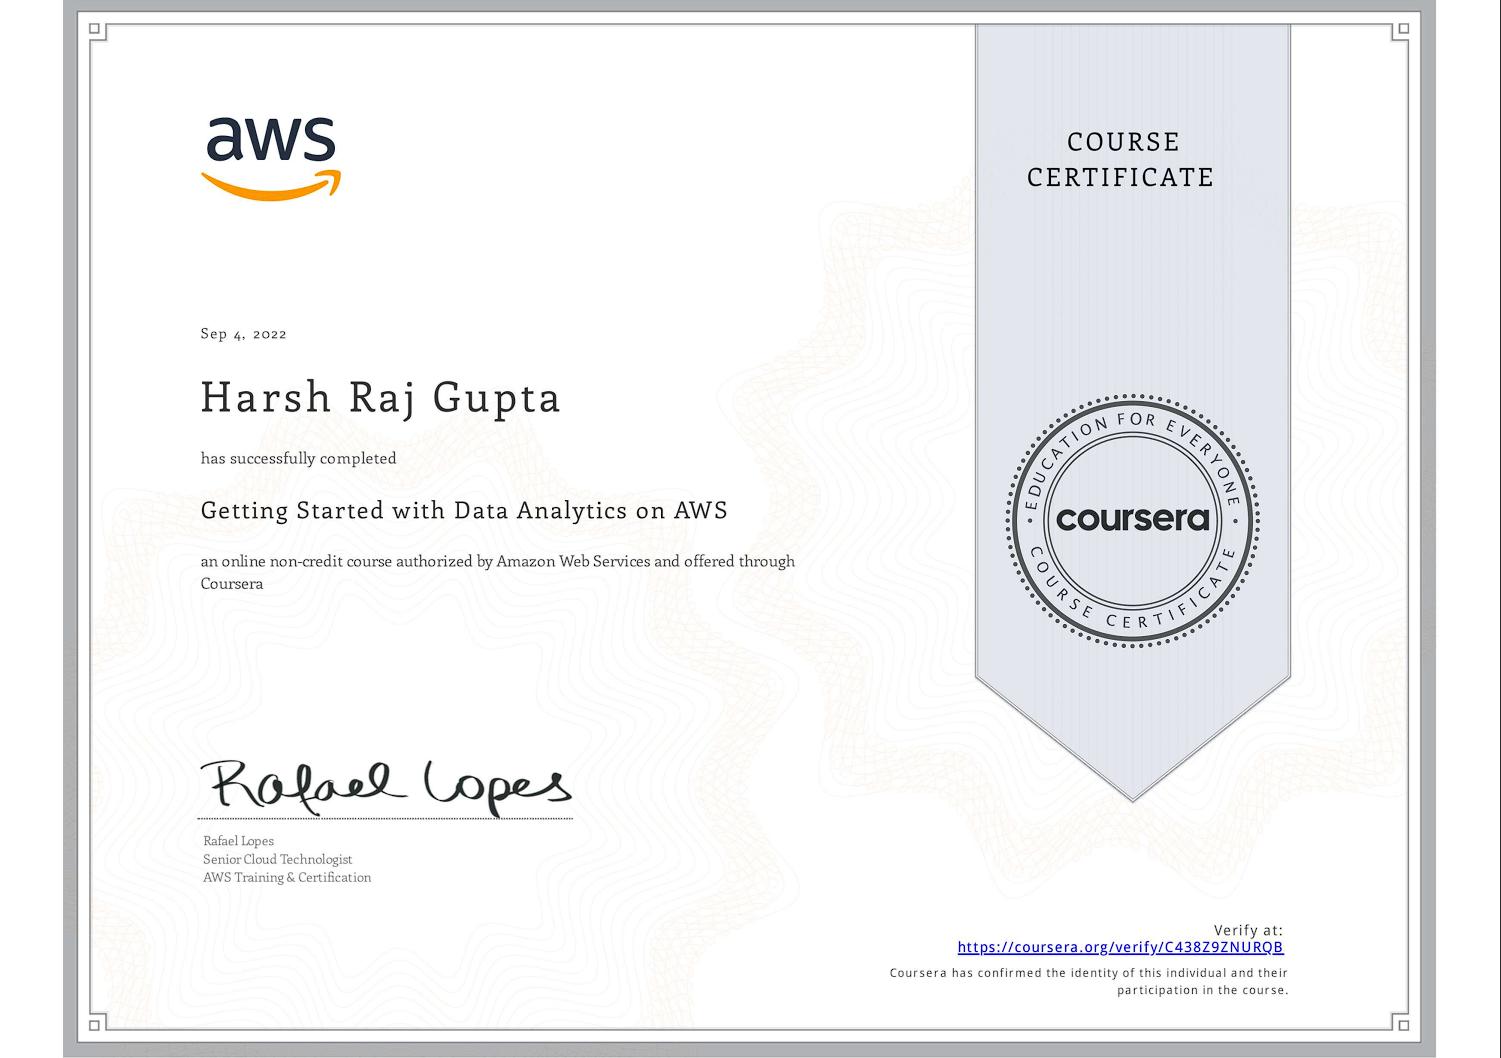 aws
COURSE
CERTIFICATE
Sep 4, 2022
Harsh Raj Gupta
has successfully completed
Getting Started with Data Analytics on AWS
an online non-credit course authorized by Amazon Web Services and offered through
Coursera
EDUCATION FOR EVERYONE
coursera
COURSE CERTIFICATE
Rafael Lopes
Rafael Lopes
Senior Cloud Technologist
AWS Training & Certification
Verify at:
https://coursera.org/verify/C438Z9ZNURQB
Coursera has confirmed the identity of this individual and their
participation in the course.